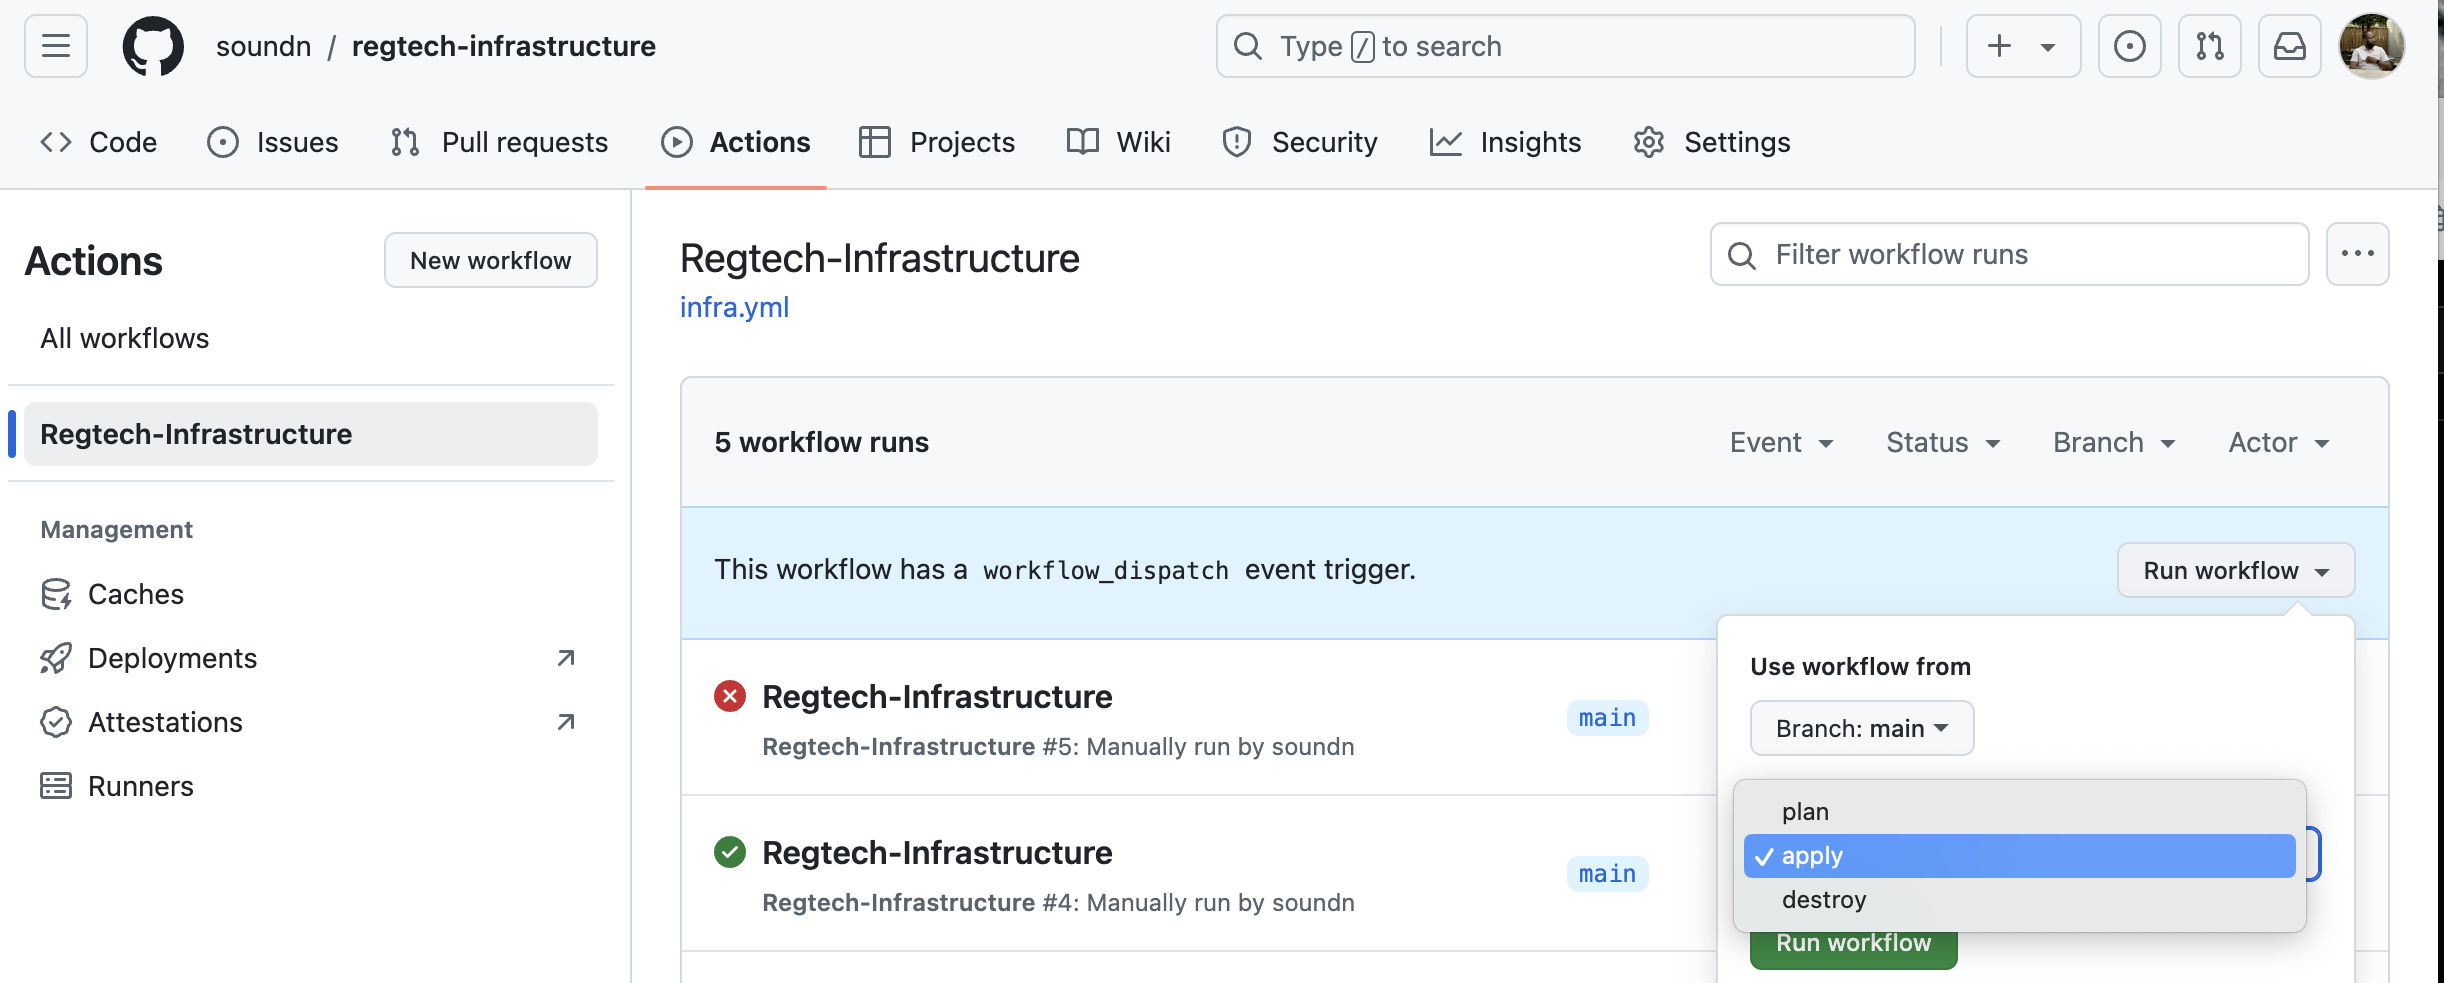 soundn / regtech-infrastructure
Type / to search
Code Issues Pull requests Actions Projects Wiki Security Insights Settings
Actions
New workflow
All workflows
Regtech-Infrastructure
Management
Caches
Deployments
Attestations
Runners
Regtech-Infrastructure
infra.yml
Filter workflow runs
5 workflow runs
Event Status Branch Actor
This workflow has a workflow_dispatch event trigger.
Run workflow
Use workflow from
Branch: main
plan
apply
destroy
Run workflow
Regtech-Infrastructure
Regtech-Infrastructure #5: Manually run by soundn
main
Regtech-Infrastructure
Regtech-Infrastructure #4: Manually run by soundn
main